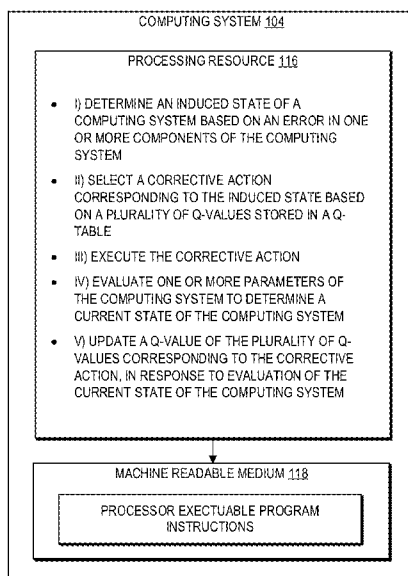 COMPUTING SYSTEM 104
PROCESSING RESOURCE 116
• I) DETERMINE AN INDUCED STATE OF A
COMPUTING SYSTEM BASED ON AN ERROR IN ONE
OR MORE COMPONENTS OF THE COMPUTING
SYSTEM
• II) SELECT A CORRECTIVE ACTION
CORRESPONDING TO THE INDUCED STATE BASED
ON A PLURALITY OF Q-VALUES STORED IN A Q-
TABLE
• III) EXECUTE THE CORRECTIVE ACTION
• IV) EVALUATE ONE OR MORE PARAMETERS OF
THE COMPUTING SYSTEM TO DETERMINE A
CURRENT STATE OF THE COMPUTING SYSTEM
• V) UPDATE A Q-VALUE OF THE PLURALITY OF Q-
VALUES CORRESPONDING TO THE CORRECTIVE
ACTION, IN RESPONSE TO EVALUATION OF THE
CURRENT STATE OF THE COMPUTING SYSTEM
MACHINE READABLE MEDIUM 118
PROCESSOR EXECTUABLE PROGRAM
INSTRUCTIONS